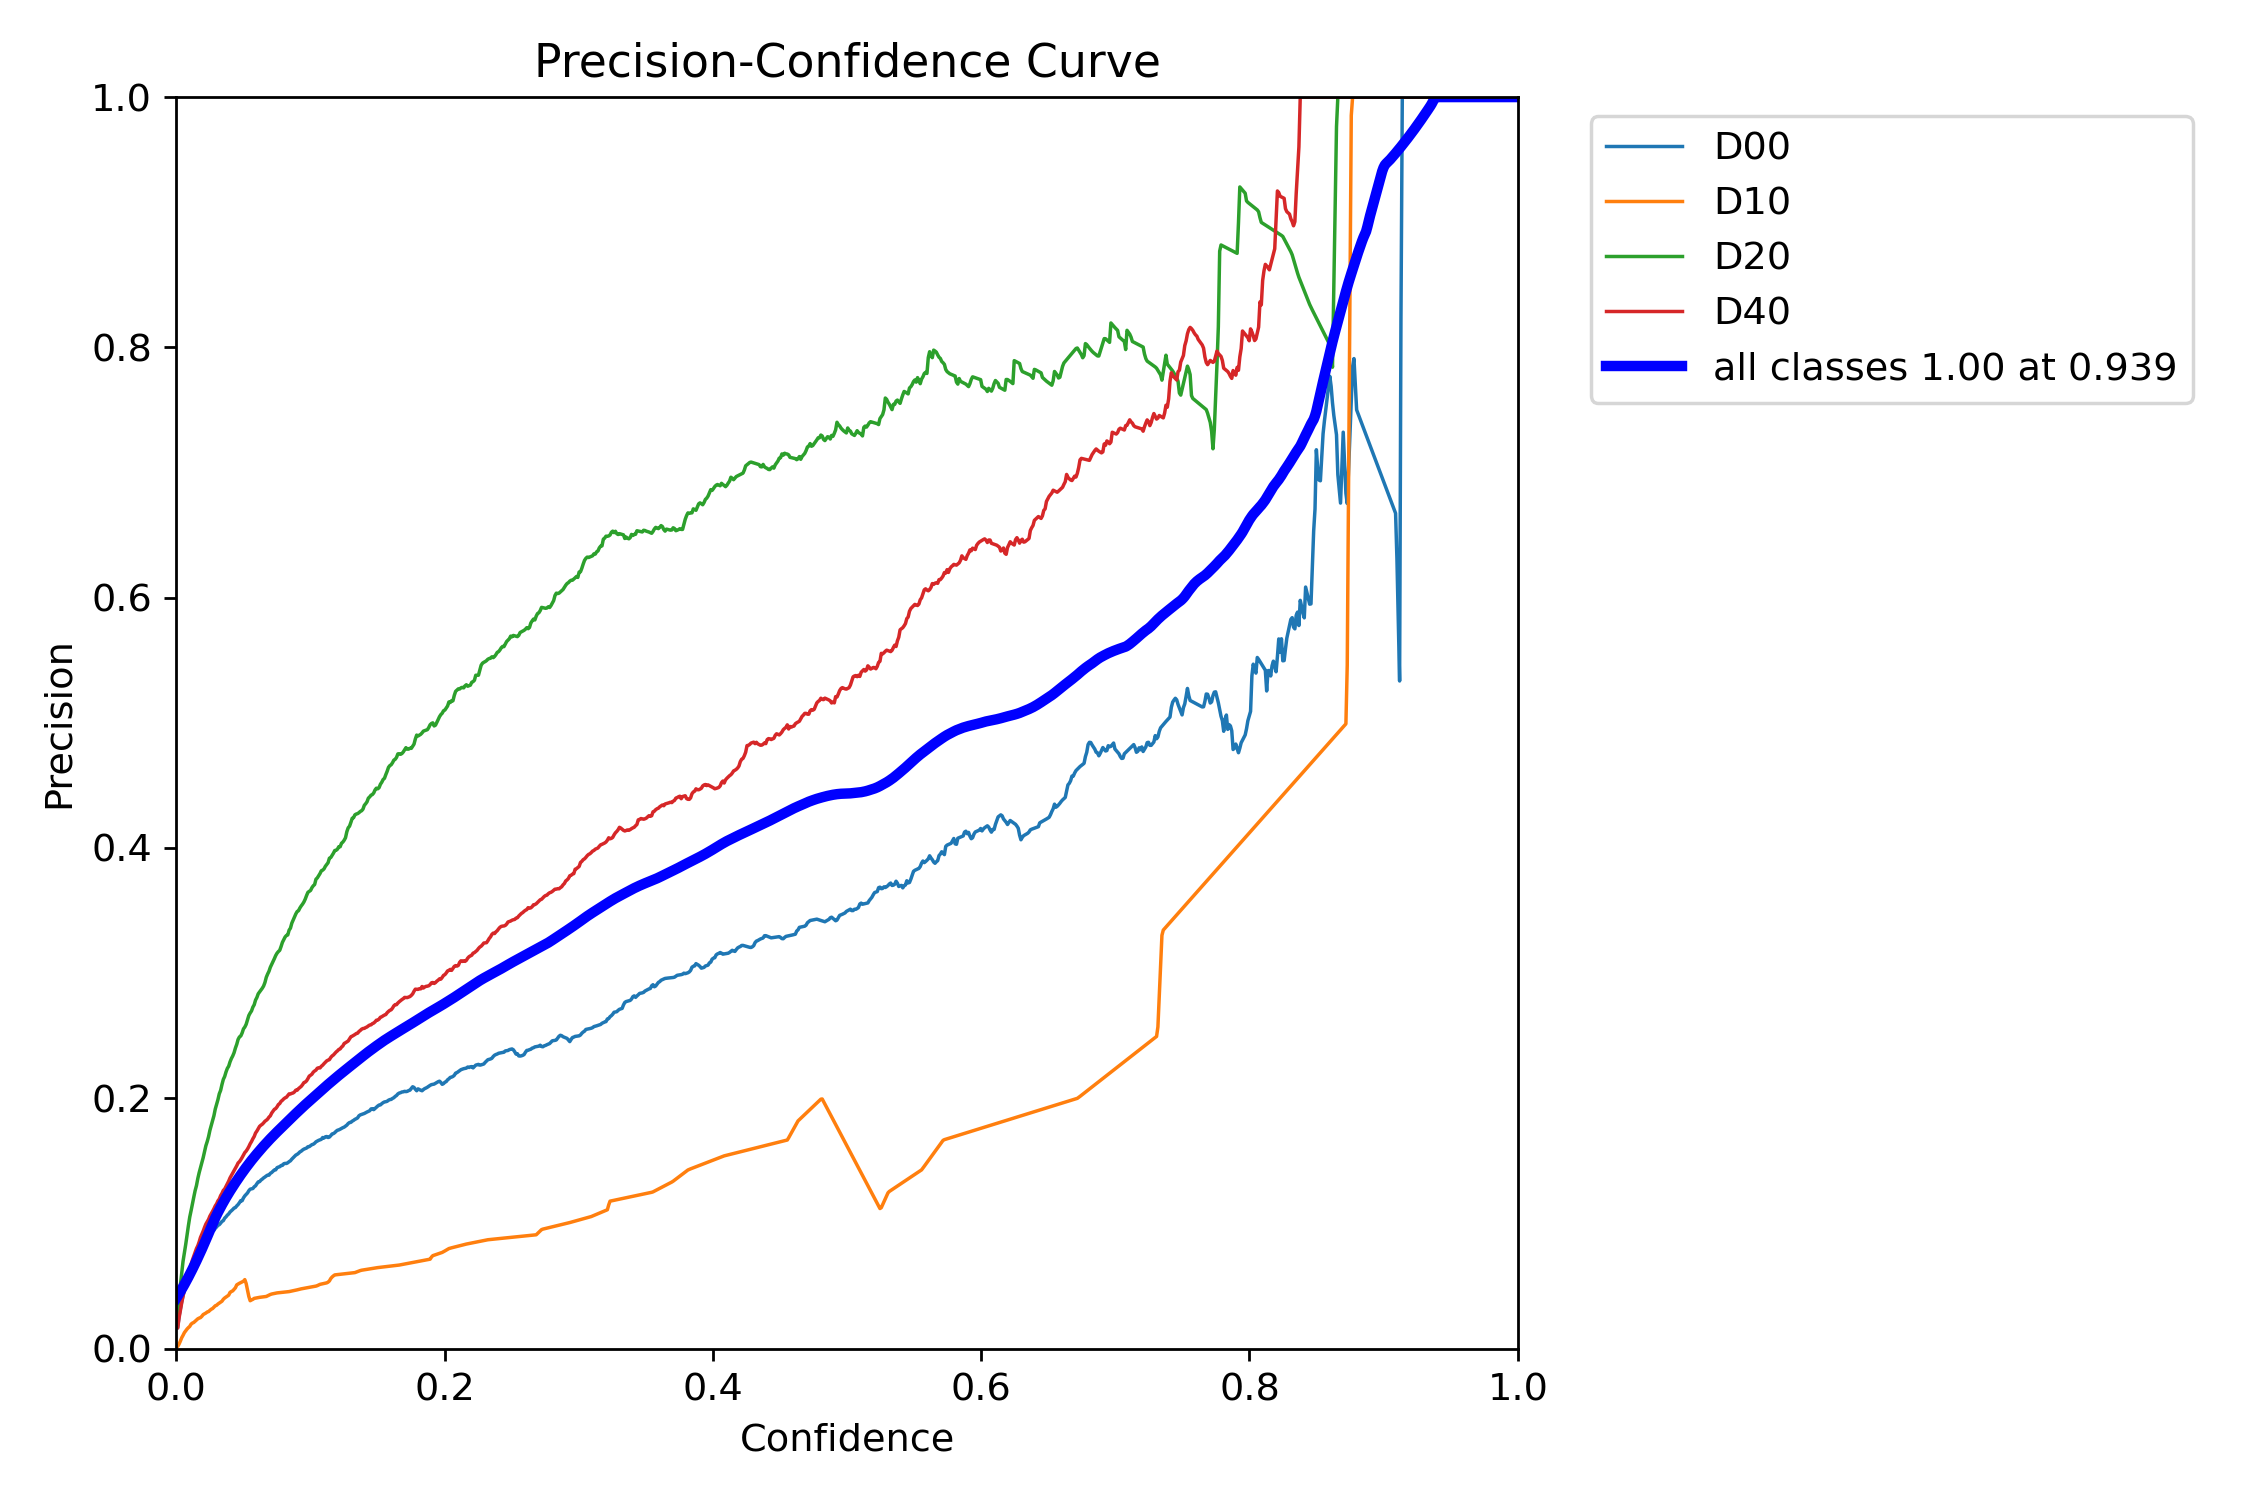 Precision-Confidence Curve
1.0
0.8
0.6
0.4
0.2
0.0
Precision
0.0 0.2 0.4 0.6 0.8 1.0
Confidence
D00
D10
D20
D40
all classes 1.00 at 0.939